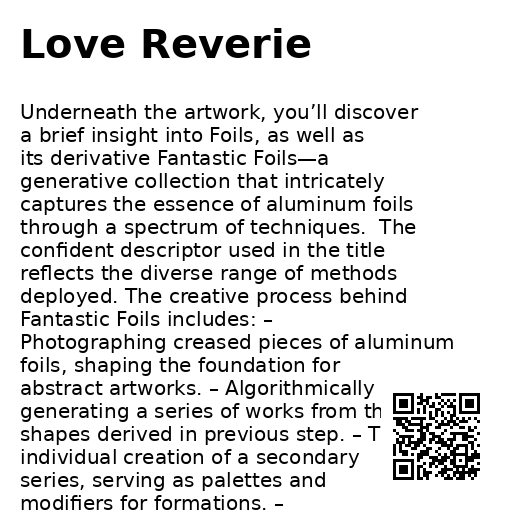 Love Reverie
Underneath the artwork, you’ll discover
a brief insight into Foils, as well as
its derivative Fantastic Foils—a
generative collection that intricately
captures the essence of aluminum foils
through a spectrum of techniques.  The
confident descriptor used in the title
reflects the diverse range of methods
deployed. The creative process behind
Fantastic Foils includes: –
Photographing creased pieces of aluminum
foils, shaping the foundation for
abstract artworks. – Algorithmically
generating a series of works from
shapes derived in previous step. –
individual creation of a secondary
series, serving as palettes and
modifiers for formations. –